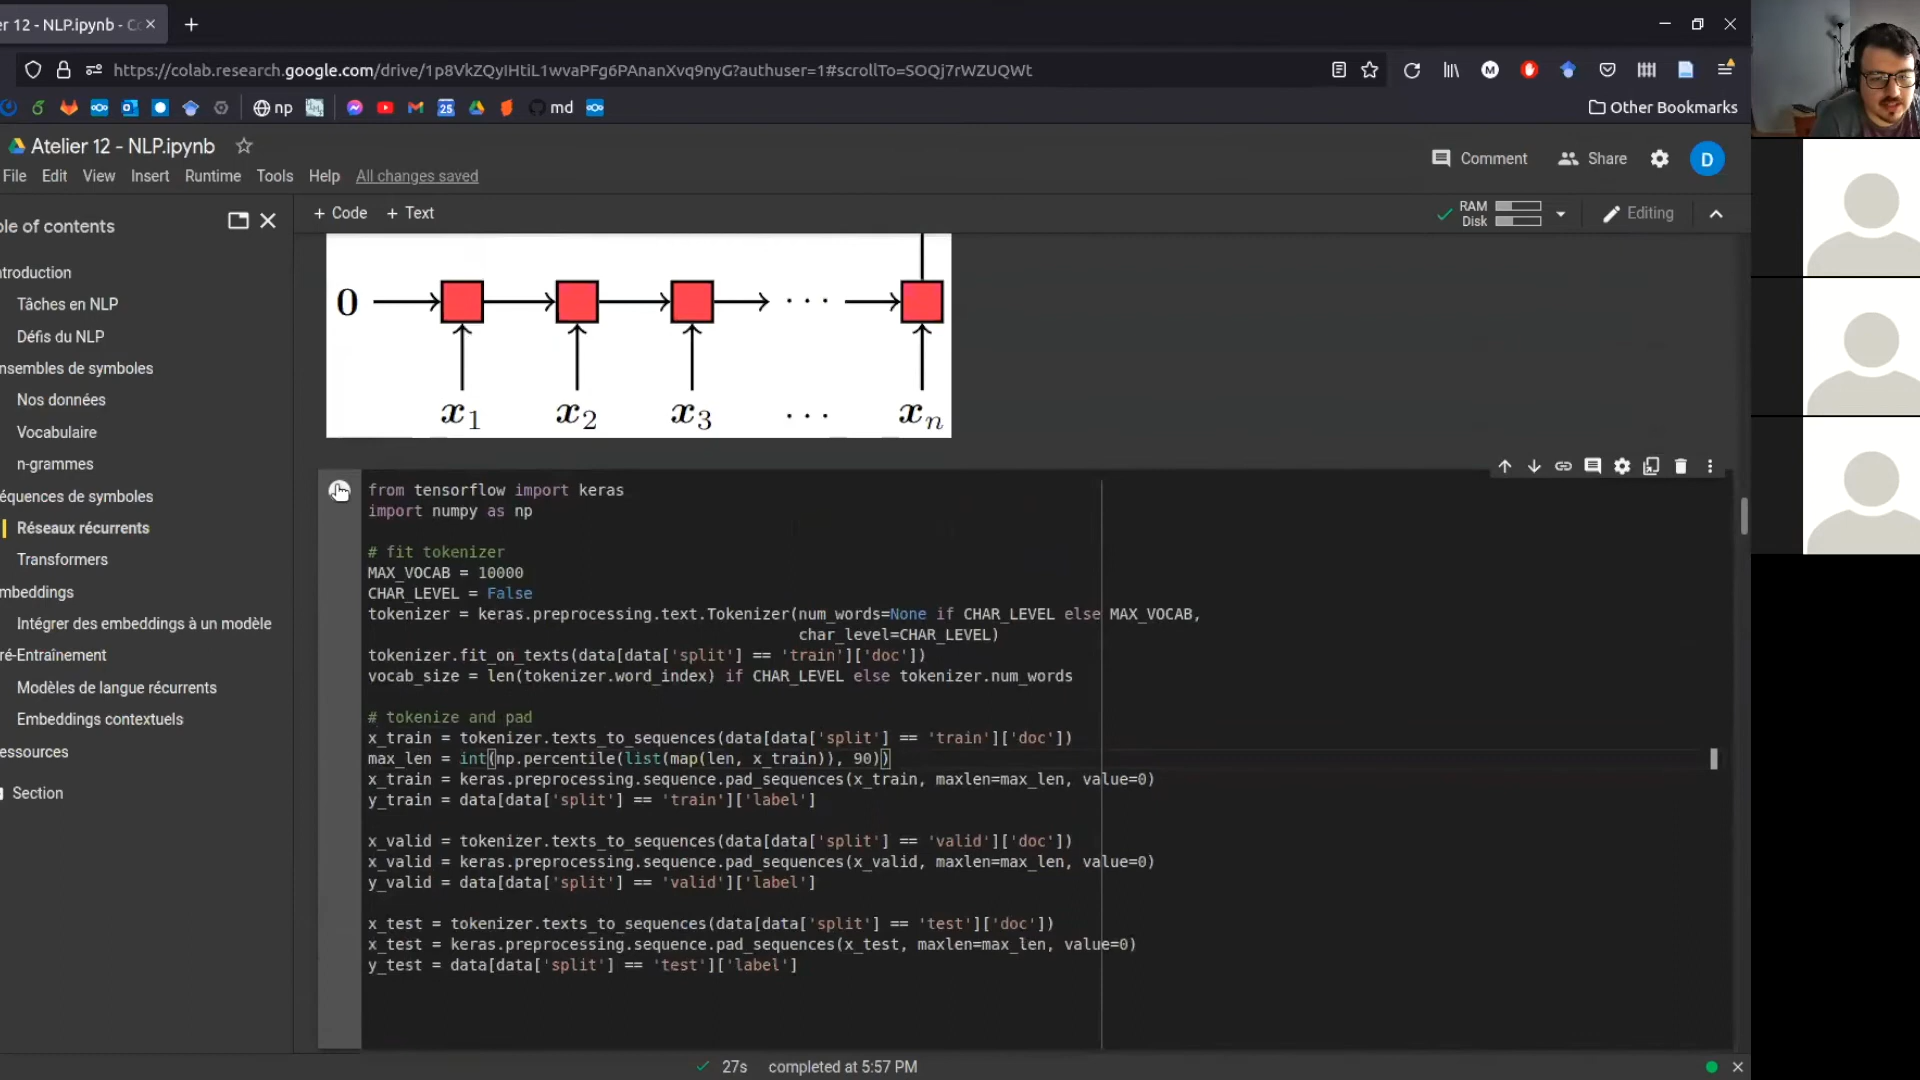 er 12 - NLP.ipynb - Co
https://colab.research.google.com/drive/1p8VkZQyIHtiL1wvaPFg6PAnanXvq9nyG?authuser=1#scrollTo=SOQj7rWZUQWt
np
25
md
Other Bookmarks
Atelier 12 - NLP.ipynb
File Edit View Insert Runtime Tools Help All changes saved
Comment Share D
ble of contents
+ Code + Text
RAM
Disk
Editing
ntroduction
Tâches en NLP
Défis du NLP
nsembles de symboles
Nos données
Vocabulaire
n-grammes
équences de symboles
Réseaux récurrents
Transformers
mbeddings
Intégrer des embeddings à un modèle
ré-Entraînement
Modèles de langue récurrents
Embeddings contextuels
essources
Section
0 ···
x1 x2 x3 ··· xn
from tensorflow import keras
import numpy as np
# fit tokenizer
MAX_VOCAB = 10000
CHAR_LEVEL = False
tokenizer = keras.preprocessing.text.Tokenizer(num_words=None if CHAR_LEVEL else MAX_VOCAB,
char_level=CHAR_LEVEL)
tokenizer.fit_on_texts(data[data['split'] == 'train']['doc'])
vocab_size = len(tokenizer.word_index) if CHAR_LEVEL else tokenizer.num_words
# tokenize and pad
x_train = tokenizer.texts_to_sequences(data[data['split'] == 'train']['doc'])
max_len = int(np.percentile(list(map(len, x_train)), 90))
x_train = keras.preprocessing.sequence.pad_sequences(x_train, maxlen=max_len, value=0)
y_train = data[data['split'] == 'train']['label']
x_valid = tokenizer.texts_to_sequences(data[data['split'] == 'valid']['doc'])
x_valid = keras.preprocessing.sequence.pad_sequences(x_valid, maxlen=max_len, value=0)
y_valid = data[data['split'] == 'valid']['label']
x_test = tokenizer.texts_to_sequences(data[data['split'] == 'test']['doc'])
x_test = keras.preprocessing.sequence.pad_sequences(x_test, maxlen=max_len, value=0)
y_test = data[data['split'] == 'test']['label']
27s completed at 5:57 PM